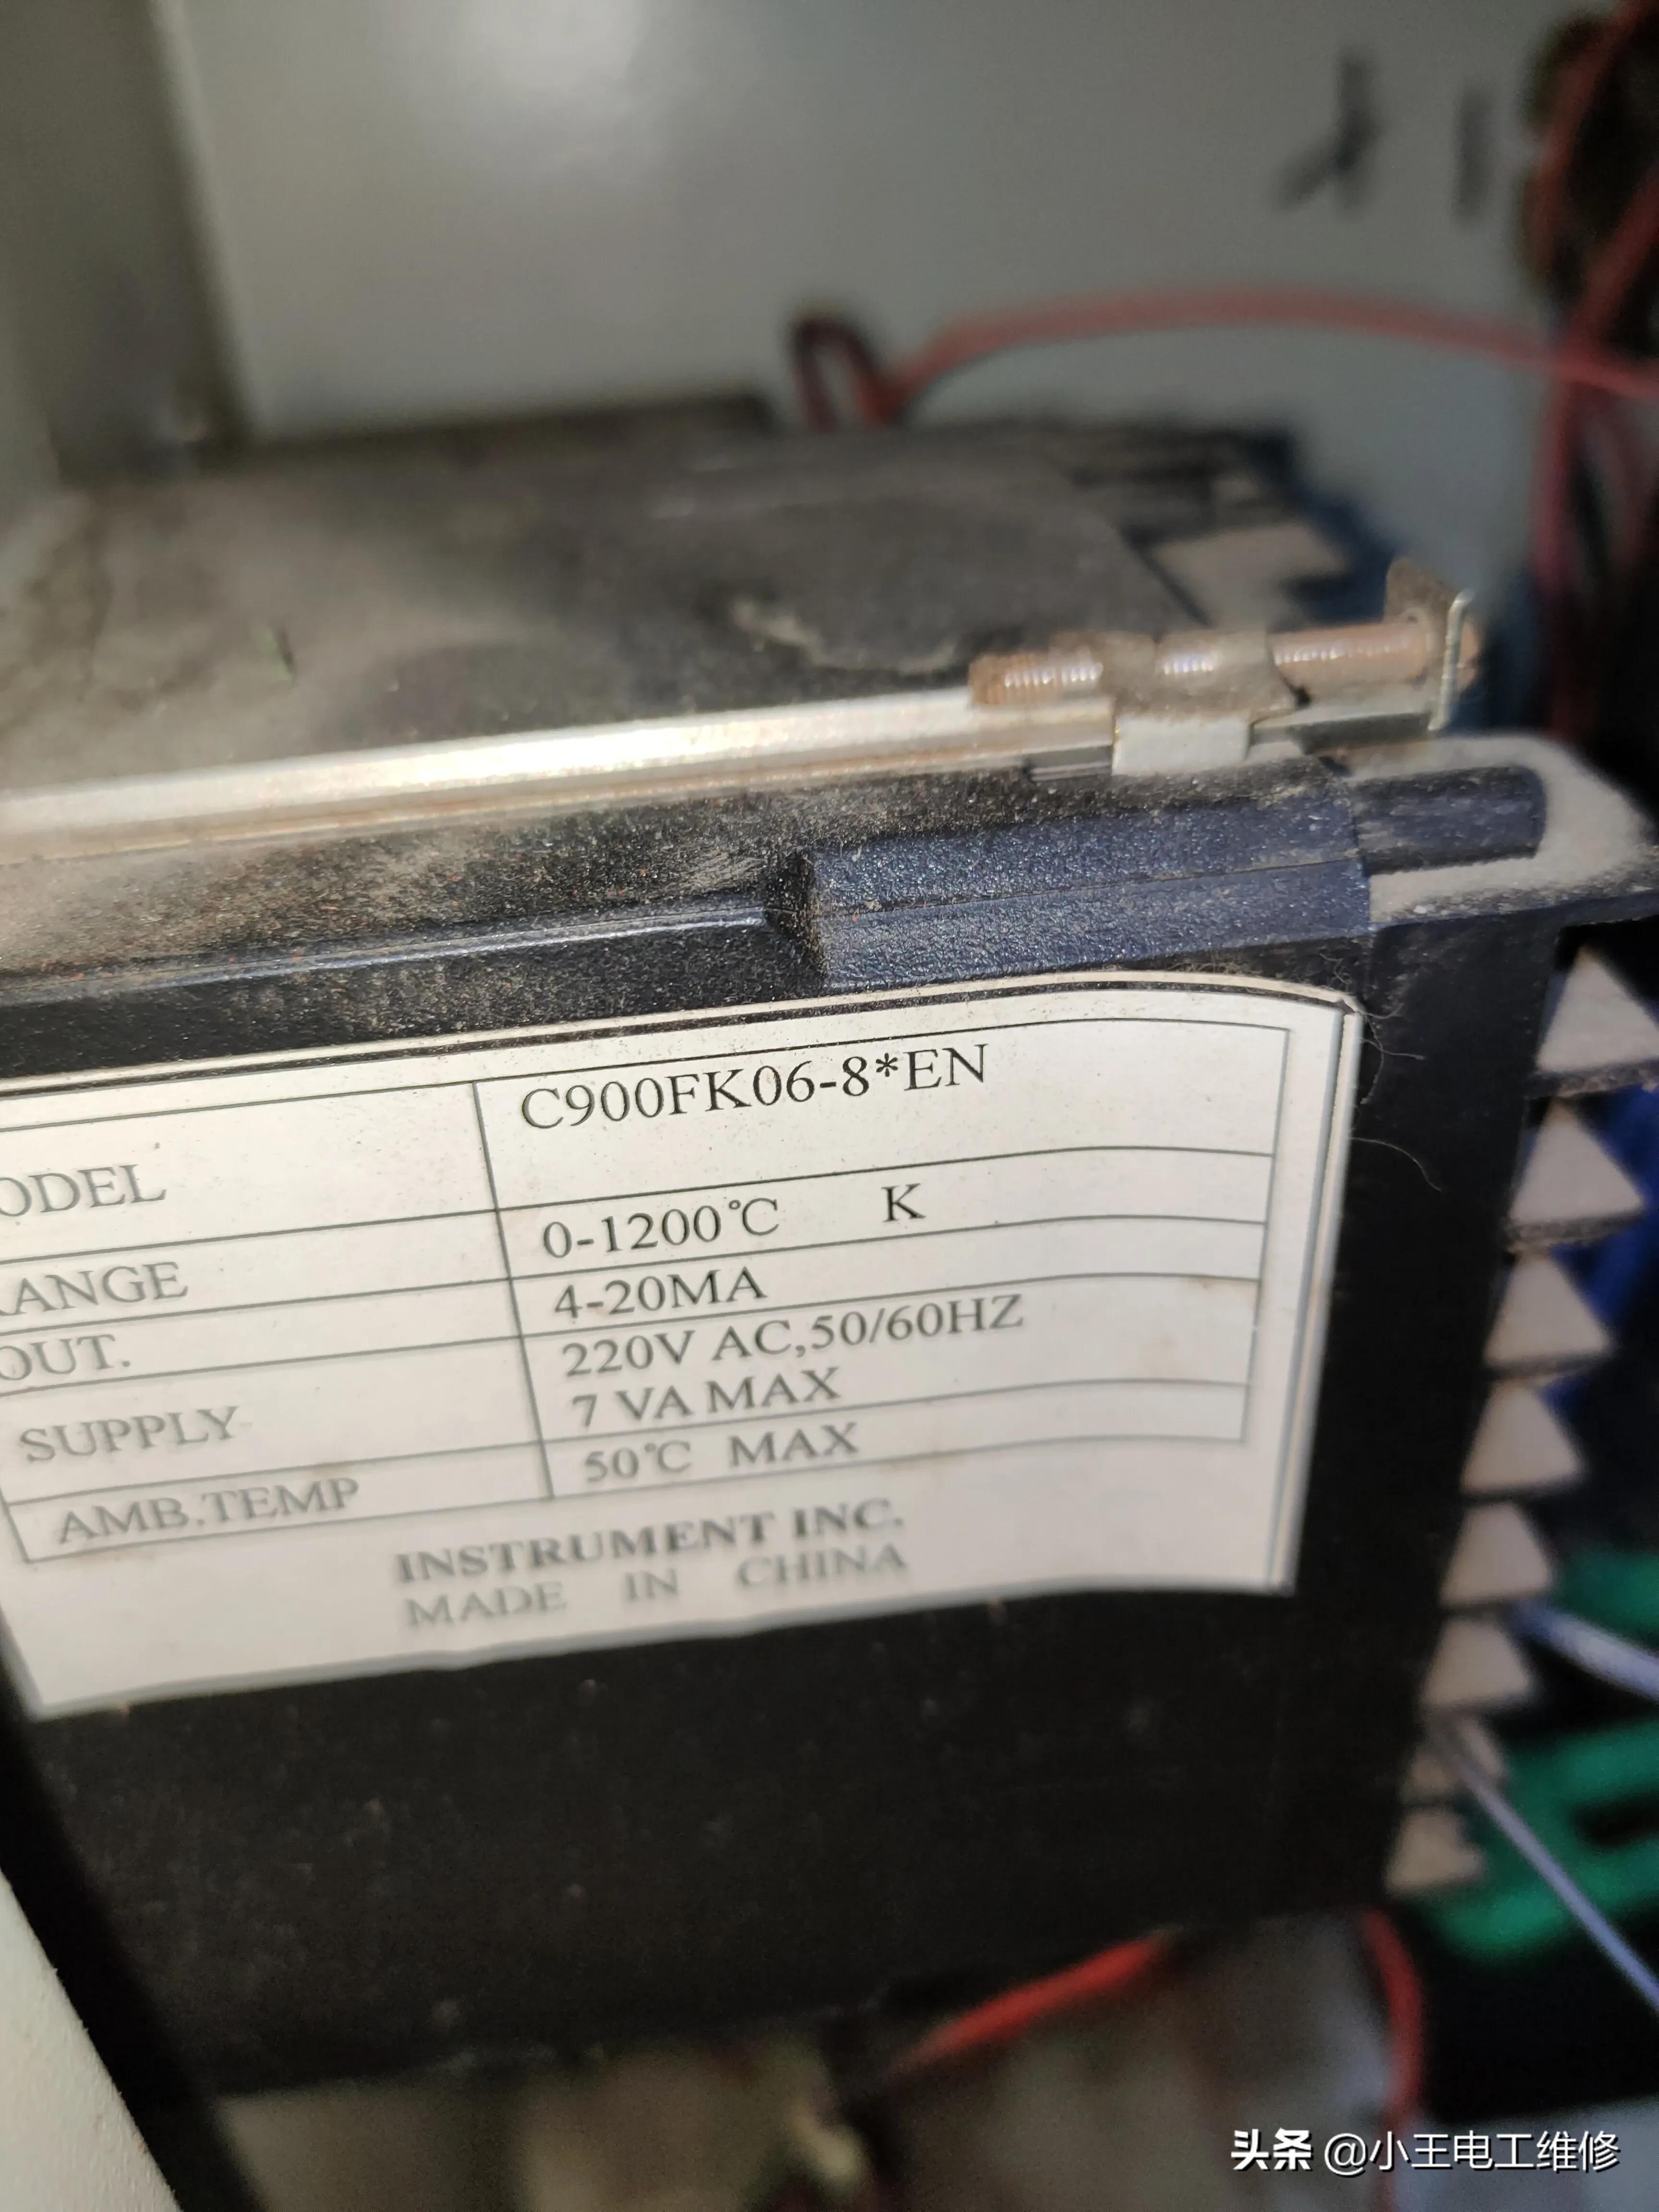 ODEL C900FK06-8*EN
ANGE 0-1200℃ K
OUT. 4-20MA
SUPPLY 220V AC,50/60HZ
7 VA MAX
AMB.TEMP 50℃ MAX
INSTRUMENT INC.
MADE IN CHINA
头条 @小王电工维修